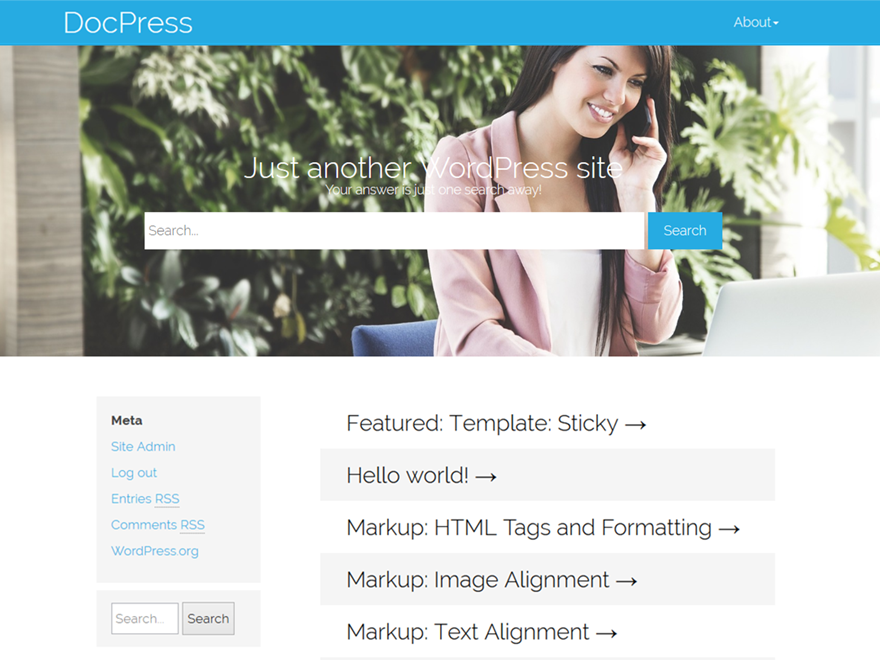 DocPress
About
Just another WordPress site
Your answer is just one search away!
Search...
Search
Meta
Site Admin
Log out
Entries RSS
Comments RSS
WordPress.org
Search...
Search
Featured: Template: Sticky →
Hello world! →
Markup: HTML Tags and Formatting →
Markup: Image Alignment →
Markup: Text Alignment →